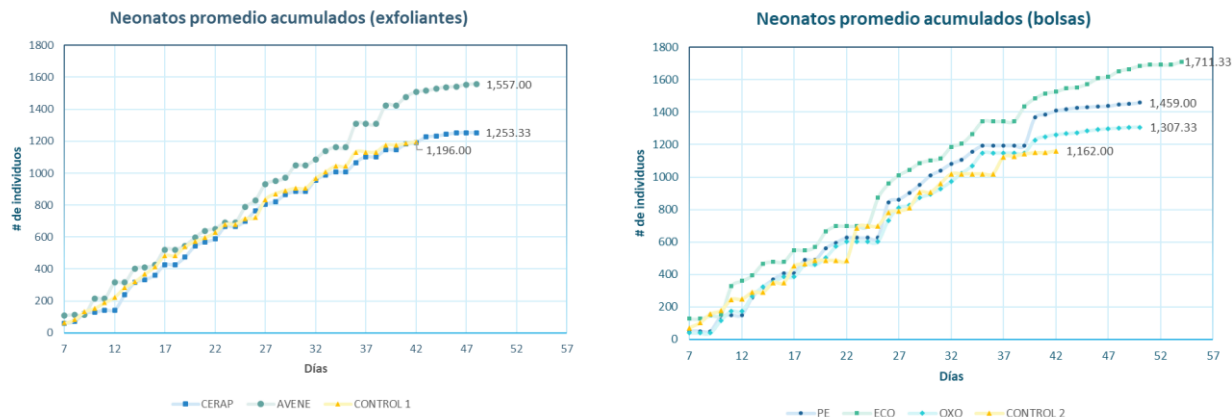 Neonatos promedio acumulados (exfoliantes)
1800
1600
1400
1200
1000
800
600
400
200
0
# de individuos
1,557.00
1,253.33
1,196.00
7 12 17 22 27 32 37 42 47 52 57
Días
CERAP AVENE CONTROL 1
Neonatos promedio acumulados (bolsas)
1800
1600
1400
1200
1000
800
600
400
200
0
# de individuos
1,711.33
1,459.00
1,307.33
1,162.00
7 12 17 22 27 32 37 42 47 52 57
Días
PE ECO OXO CONTROL 2